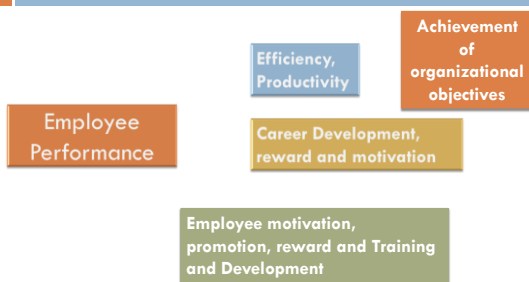 Achievement
of
organizational
objectives
Efficiency,
Productivity
Employee
Performance
Career Development,
reward and motivation
Employee motivation,
promotion, reward and Training
and Development